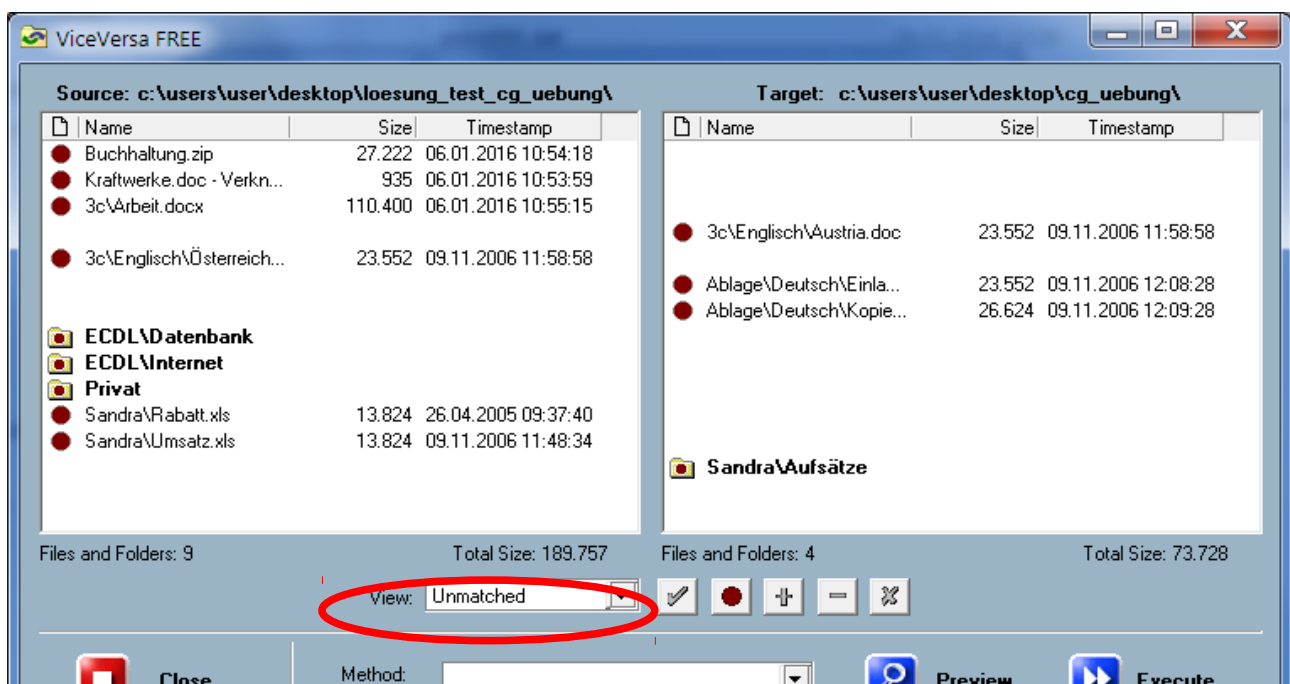 ViceVersa FREE
Source: c:\users\user\desktop\loesung_test_cg_uebung\
Name Size Timestamp
Buchhaltung.zip 27.222 06.01.2016 10:54:18
Kraftwerke.doc - Verkn... 935 06.01.2016 10:53:59
3c\Arbeit.docx 110.400 06.01.2016 10:55:15
3c\Englisch\Österreich... 23.552 09.11.2006 11:58:58
ECDL\Datenbank
ECDL\Internet
Privat
Sandra\Rabatt.xls 13.824 26.04.2005 09:37:40
Sandra\Umsatz.xls 13.824 09.11.2006 11:48:34
Files and Folders: 9 Total Size: 189.757
Target: c:\users\user\desktop\cg_uebung\
Name Size Timestamp
3c\Englisch\Austria.doc 23.552 09.11.2006 11:58:58
Ablage\Deutsch\Einla... 23.552 09.11.2006 12:08:28
Ablage\Deutsch\Kopie... 26.624 09.11.2006 12:09:28
Sandra\Aufsätze
Files and Folders: 4 Total Size: 73.728
View: Unmatched
Close Method: Preview Execute